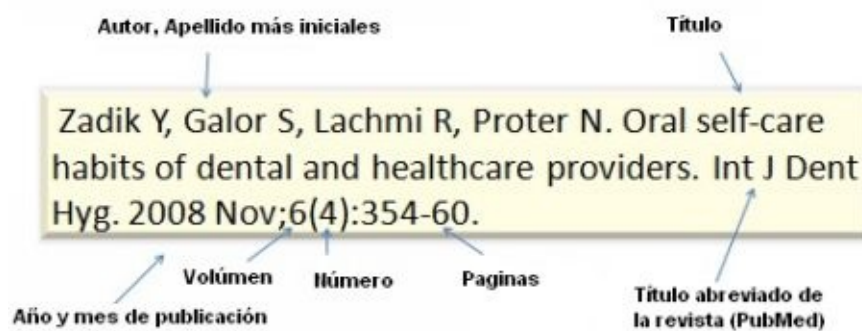 Autor, Apellido más iniciales
Título
Zadik Y, Galor S, Lachmi R, Proter N. Oral self-care
habits of dental and healthcare providers. Int J Dent
Hyg. 2008 Nov;6(4):354-60.
Volúmen
Número
Paginas
Año y mes de publicación
Título abreviado de
la revista (PubMed)